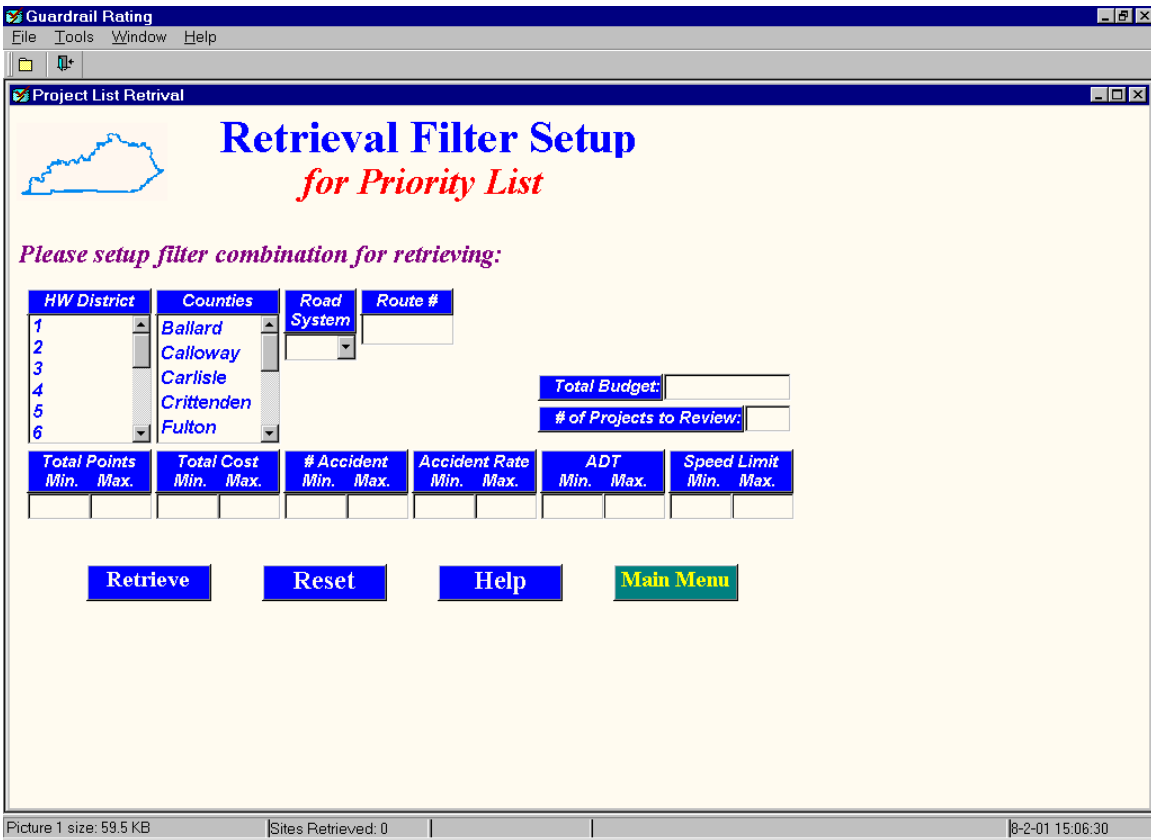 Guardrail Rating
File Tools Window Help
Project List Retrival
Retrieval Filter Setup
for Priority List
Please setup filter combination for retrieving:
HW District Counties Road System Route #
1 Ballard
2 Calloway
3 Carlisle
4 Crittenden
5 Fulton
6
Total Budget:
# of Projects to Review:
Total Points Total Cost # Accident Accident Rate ADT Speed Limit
Min. Max. Min. Max. Min. Max. Min. Max. Min. Max. Min. Max.
Retrieve Reset Help Main Menu
Picture 1 size: 59.5 KB Sites Retrieved: 0 8-2-01 15:06:30